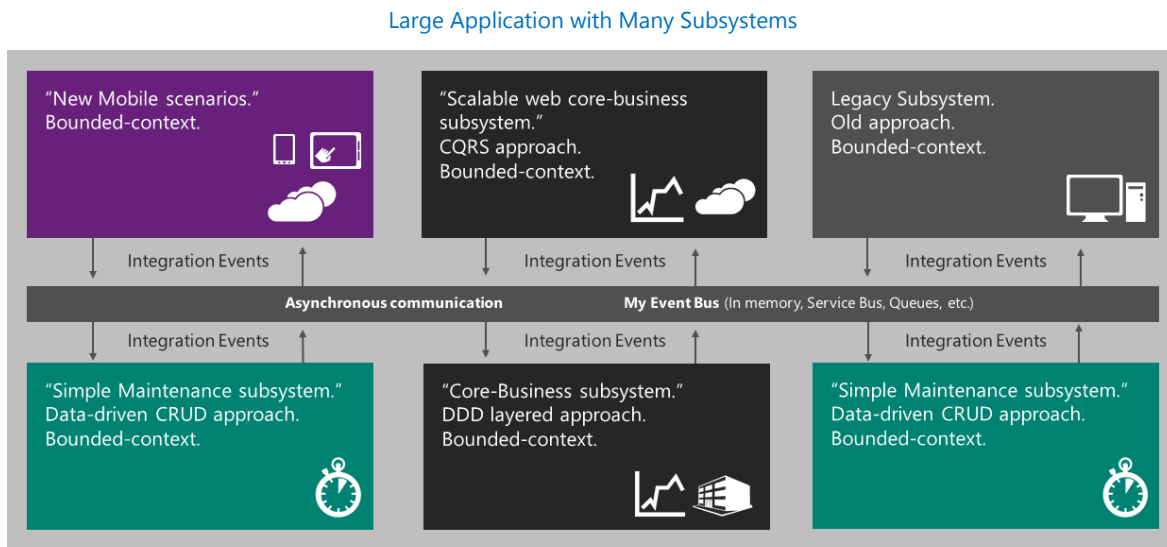 Large Application with Many Subsystems
“New Mobile scenarios.”
Bounded-context.
“Scalable web core-business
subsystem.”
CQRS approach.
Bounded-context.
Legacy Subsystem.
Old approach.
Bounded-context.
Integration Events
Integration Events
Integration Events
Asynchronous communication
My Event Bus (In memory, Service Bus, Queues, etc.)
Integration Events
Integration Events
Integration Events
“Simple Maintenance subsystem.”
Data-driven CRUD approach.
Bounded-context.
“Core-Business subsystem.”
DDD layered approach.
Bounded-context.
“Simple Maintenance subsystem.”
Data-driven CRUD approach.
Bounded-context.